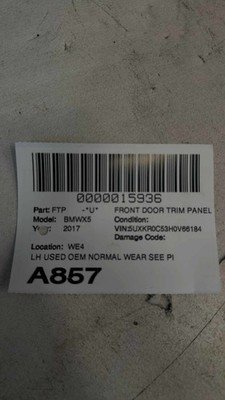 0000015936
Part: FTP -*U* FRONT DOOR TRIM PANEL
Model: BMWX5 Condition:
Year: 2017 VIN:5UXKR0C53H0V66184
Damage Code:
Location: WE4
LH USED OEM NORMAL WEAR SEE PI
A857